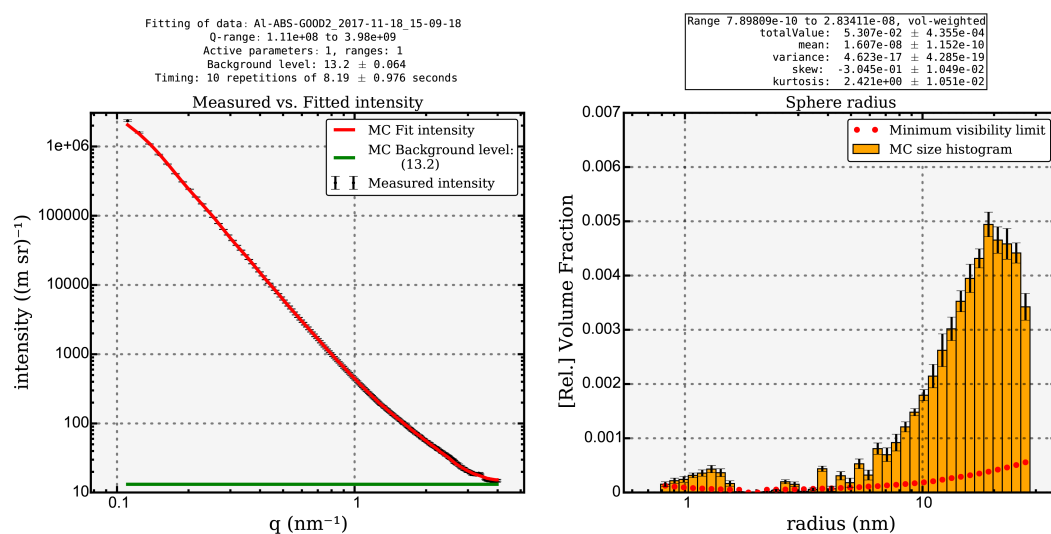 Fitting of data: Al-ABS-GOOD2_2017-11-18_15-09-18
Q-range: 1.11e+08 to 3.98e+09
Active parameters: 1, ranges: 1
Background level: 13.2 ± 0.064
Timing: 10 repetitions of 8.19 ± 0.976 seconds
Measured vs. Fitted intensity
MC Fit intensity
MC Background level:
(13.2)
Measured intensity
1e+06
100000
10000
1000
100
10
0.1
1
intensity ((m sr)⁻¹)
q (nm⁻¹)
Range 7.89809e-10 to 2.83411e-08, vol-weighted
totalValue: 5.307e-02 ± 4.355e-04
mean: 1.607e-08 ± 1.152e-10
variance: 4.623e-17 ± 4.285e-19
skew: -3.045e-01 ± 1.049e-02
kurtosis: 2.421e+00 ± 1.051e-02
Sphere radius
Minimum visibility limit
MC size histogram
0.007
0.006
0.005
0.004
0.003
0.002
0.001
0
1
10
[Rel.] Volume Fraction
radius (nm)